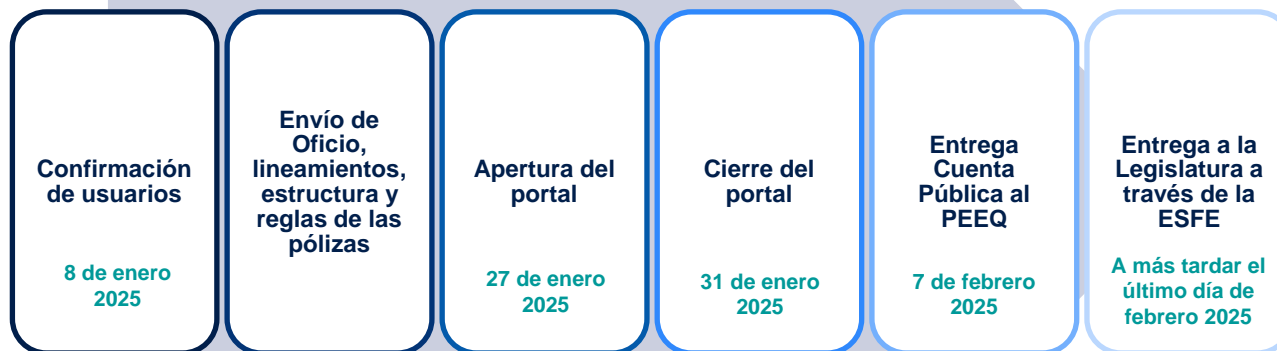 Confirmación
de usuarios
8 de enero
2025
Envío de
Oficio,
lineamientos,
estructura y
reglas de las
pólizas
Apertura del
portal
27 de enero
2025
Cierre del
portal
31 de enero
2025
Entrega
Cuenta
Pública al
PEEQ
7 de febrero
2025
Entrega a la
Legislatura a
través de la
ESFE
A más tardar el
último día de
febrero 2025